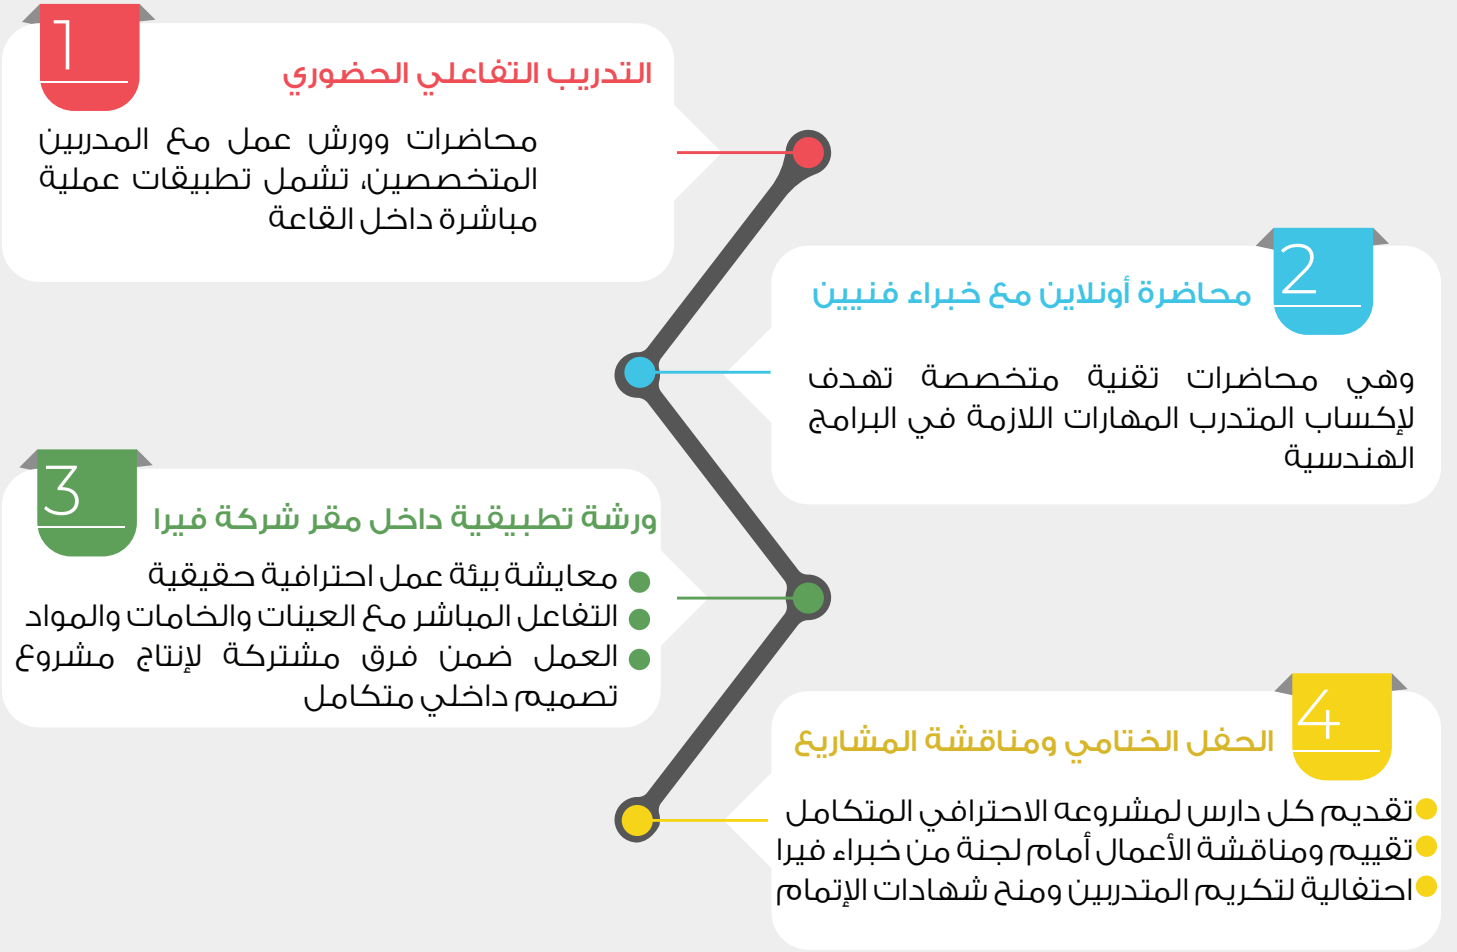 1
التدريب التفاعلي الحضوري
محاضرات وورش عمل مع المدربين
المتخصصين، تشمل تطبيقات عملية
مباشرة داخل القاعة
2
محاضرة أونلاين مع خبراء فنيين
وهي محاضرات تقنية متخصصة تهدف
لإكساب المتدرب المهارات اللازمة في البرامج
الهندسية
3
ورشة تطبيقية داخل مقر شركة فيرا
معايشة بيئة عمل احترافية حقيقية
التفاعل المباشر مع العينات والخامات والمواد
العمل ضمن فرق مشتركة لإنتاج مشروع
تصميم داخلي متكامل
4
الحفل الختامي ومناقشة المشاريع
تقديم كل دارس لمشروعه الاحترافي المتكامل
تقييم ومناقشة الأعمال أمام لجنة من خبراء فيرا
احتفالية لتكريم المتدربين ومنح شهادات الإتمام